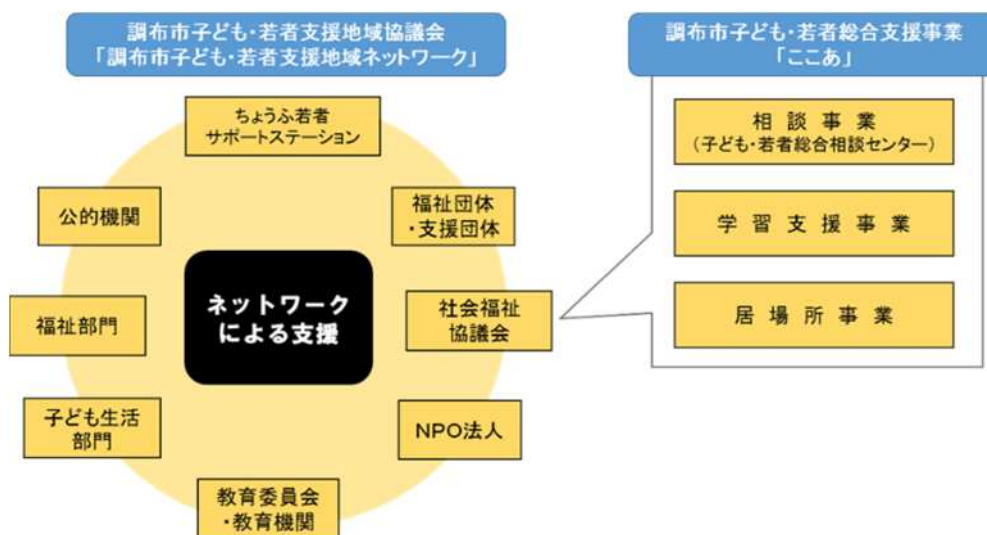 調布市子ども・若者支援地域協議会
「調布市子ども・若者支援地域ネットワーク」
調布市子ども・若者総合支援事業
「ここあ」
ちょうふ若者
サポートステーション
公的機関
福祉団体
・支援団体
福祉部門
ネットワーク
による支援
社会福祉
協議会
子ども生活
部門
NPO法人
教育委員会
・教育機関
相談事業
(子ども・若者総合相談センター)
学習支援事業
居場所事業